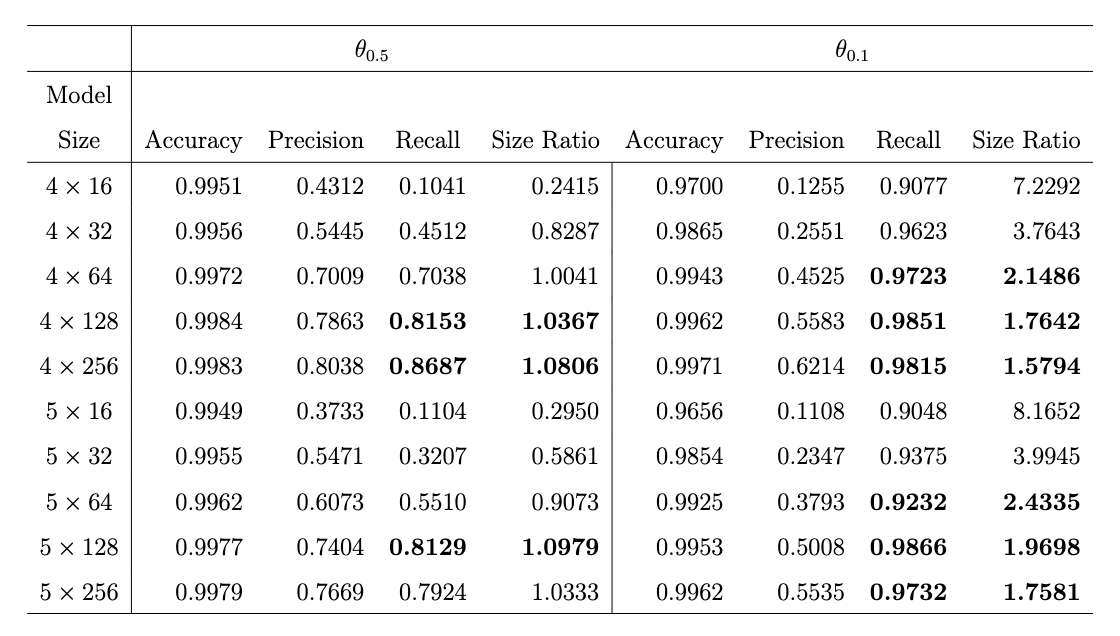 θ0.5 θ0.1
Model
Size Accuracy Precision Recall Size Ratio Accuracy Precision Recall Size Ratio
4 × 16 0.9951 0.4312 0.1041 0.2415 0.9700 0.1255 0.9077 7.2292
4 × 32 0.9956 0.5445 0.4512 0.8287 0.9865 0.2551 0.9623 3.7643
4 × 64 0.9972 0.7009 0.7038 1.0041 0.9943 0.4525 0.9723 2.1486
4 × 128 0.9984 0.7863 0.8153 1.0367 0.9962 0.5583 0.9851 1.7642
4 × 256 0.9983 0.8038 0.8687 1.0806 0.9971 0.6214 0.9815 1.5794
5 × 16 0.9949 0.3733 0.1104 0.2950 0.9656 0.1108 0.9048 8.1652
5 × 32 0.9955 0.5471 0.3207 0.5861 0.9854 0.2347 0.9375 3.9945
5 × 64 0.9962 0.6073 0.5510 0.9073 0.9925 0.3793 0.9232 2.4335
5 × 128 0.9977 0.7404 0.8129 1.0979 0.9953 0.5008 0.9866 1.9698
5 × 256 0.9979 0.7669 0.7924 1.0333 0.9962 0.5535 0.9732 1.7581